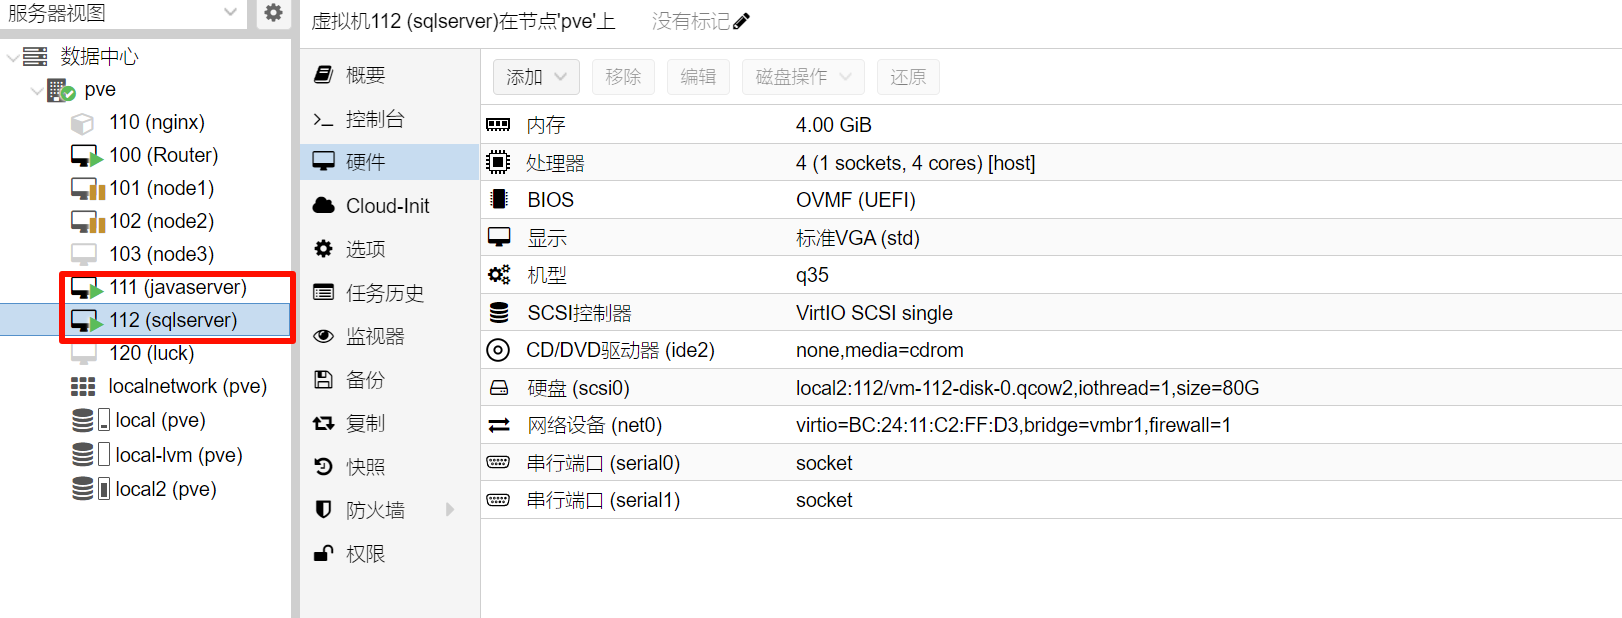 服务器视图
数据中心
pve
110 (nginx)
100 (Router)
101 (node1)
102 (node2)
103 (node3)
111 (javaserver)
112 (sqlserver)
120 (luck)
localnetwork (pve)
local (pve)
local-lvm (pve)
local2 (pve)
虚拟机112 (sqlserver)在节点'pve'上 没有标记
概要
控制台
硬件
Cloud-Init
选项
任务历史
监视器
备份
复制
快照
防火墙
权限
添加 移除 编辑 磁盘操作 还原
内存 4.00 GiB
处理器 4 (1 sockets, 4 cores) [host]
BIOS OVMF (UEFI)
显示 标准VGA (std)
机型 q35
SCSI控制器 VirtIO SCSI single
CD/DVD驱动器 (ide2) none,media=cdrom
硬盘 (scsi0) local2:112/vm-112-disk-0.qcow2,iothread=1,size=80G
网络设备 (net0) virtio=BC:24:11:C2:FF:D3,bridge=vmbr1,firewall=1
串行端口 (serial0) socket
串行端口 (serial1) socket